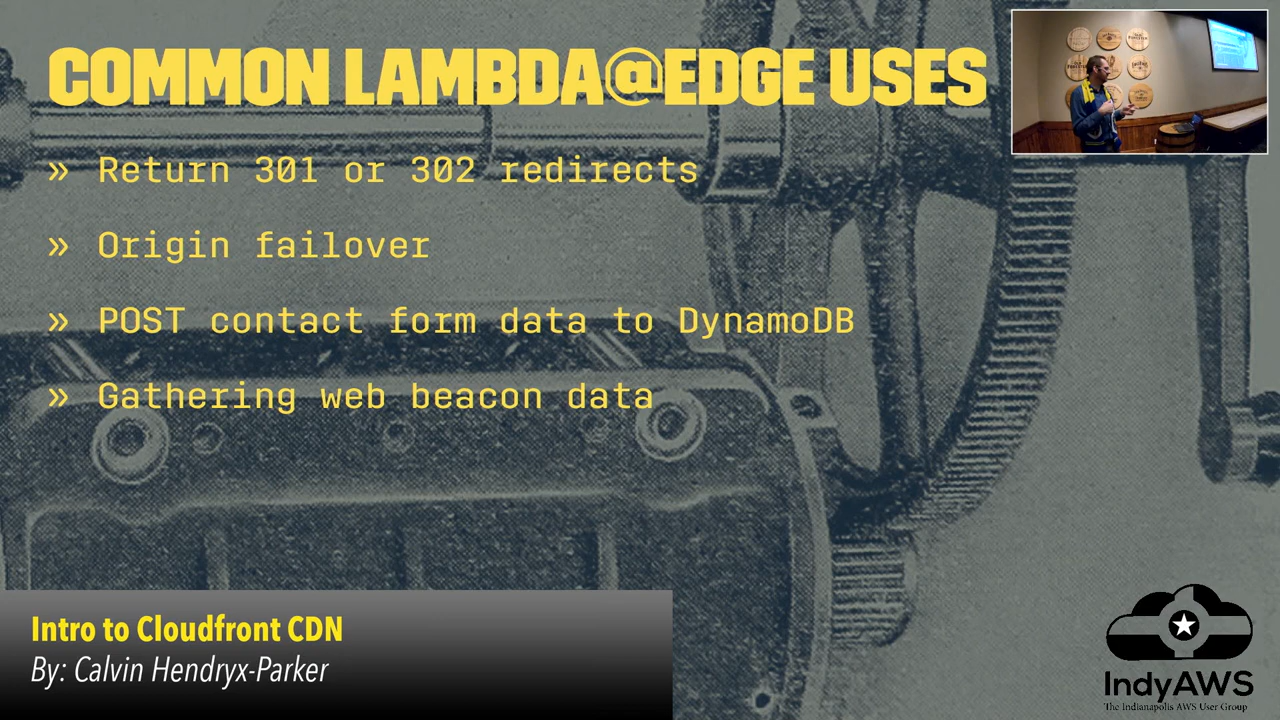 COMMON LAMBDA@EDGE USES
» Return 301 or 302 redirects
» Origin failover
» POST contact form data to DynamoDB
» Gathering web beacon data
Intro to Cloudfront CDN
By: Calvin Hendryx-Parker
IndyAWS
The Indianapolis AWS User Group